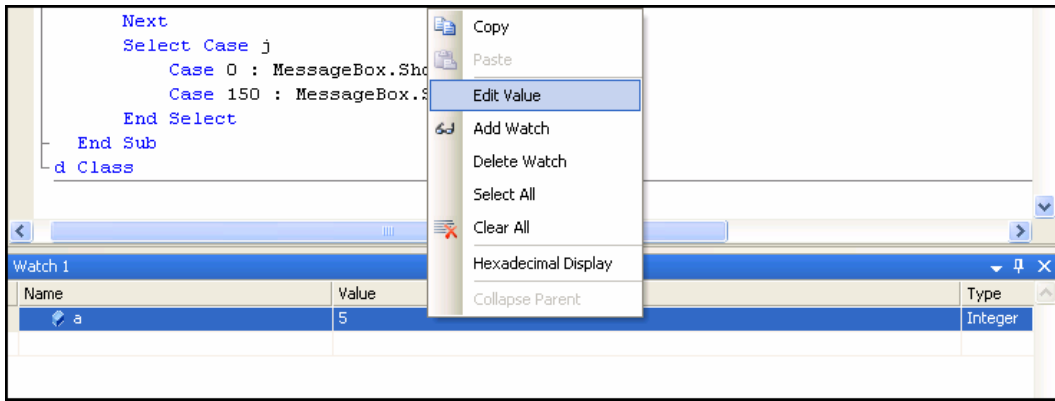 Next
Select Case j
Case 0 : MessageBox.Sho
Case 150 : MessageBox.S
End Select
End Sub
d Class
Copy
Paste
Edit Value
Add Watch
Delete Watch
Select All
Clear All
Hexadecimal Display
Collapse Parent
Watch 1
Name Value Type
a 5 Integer